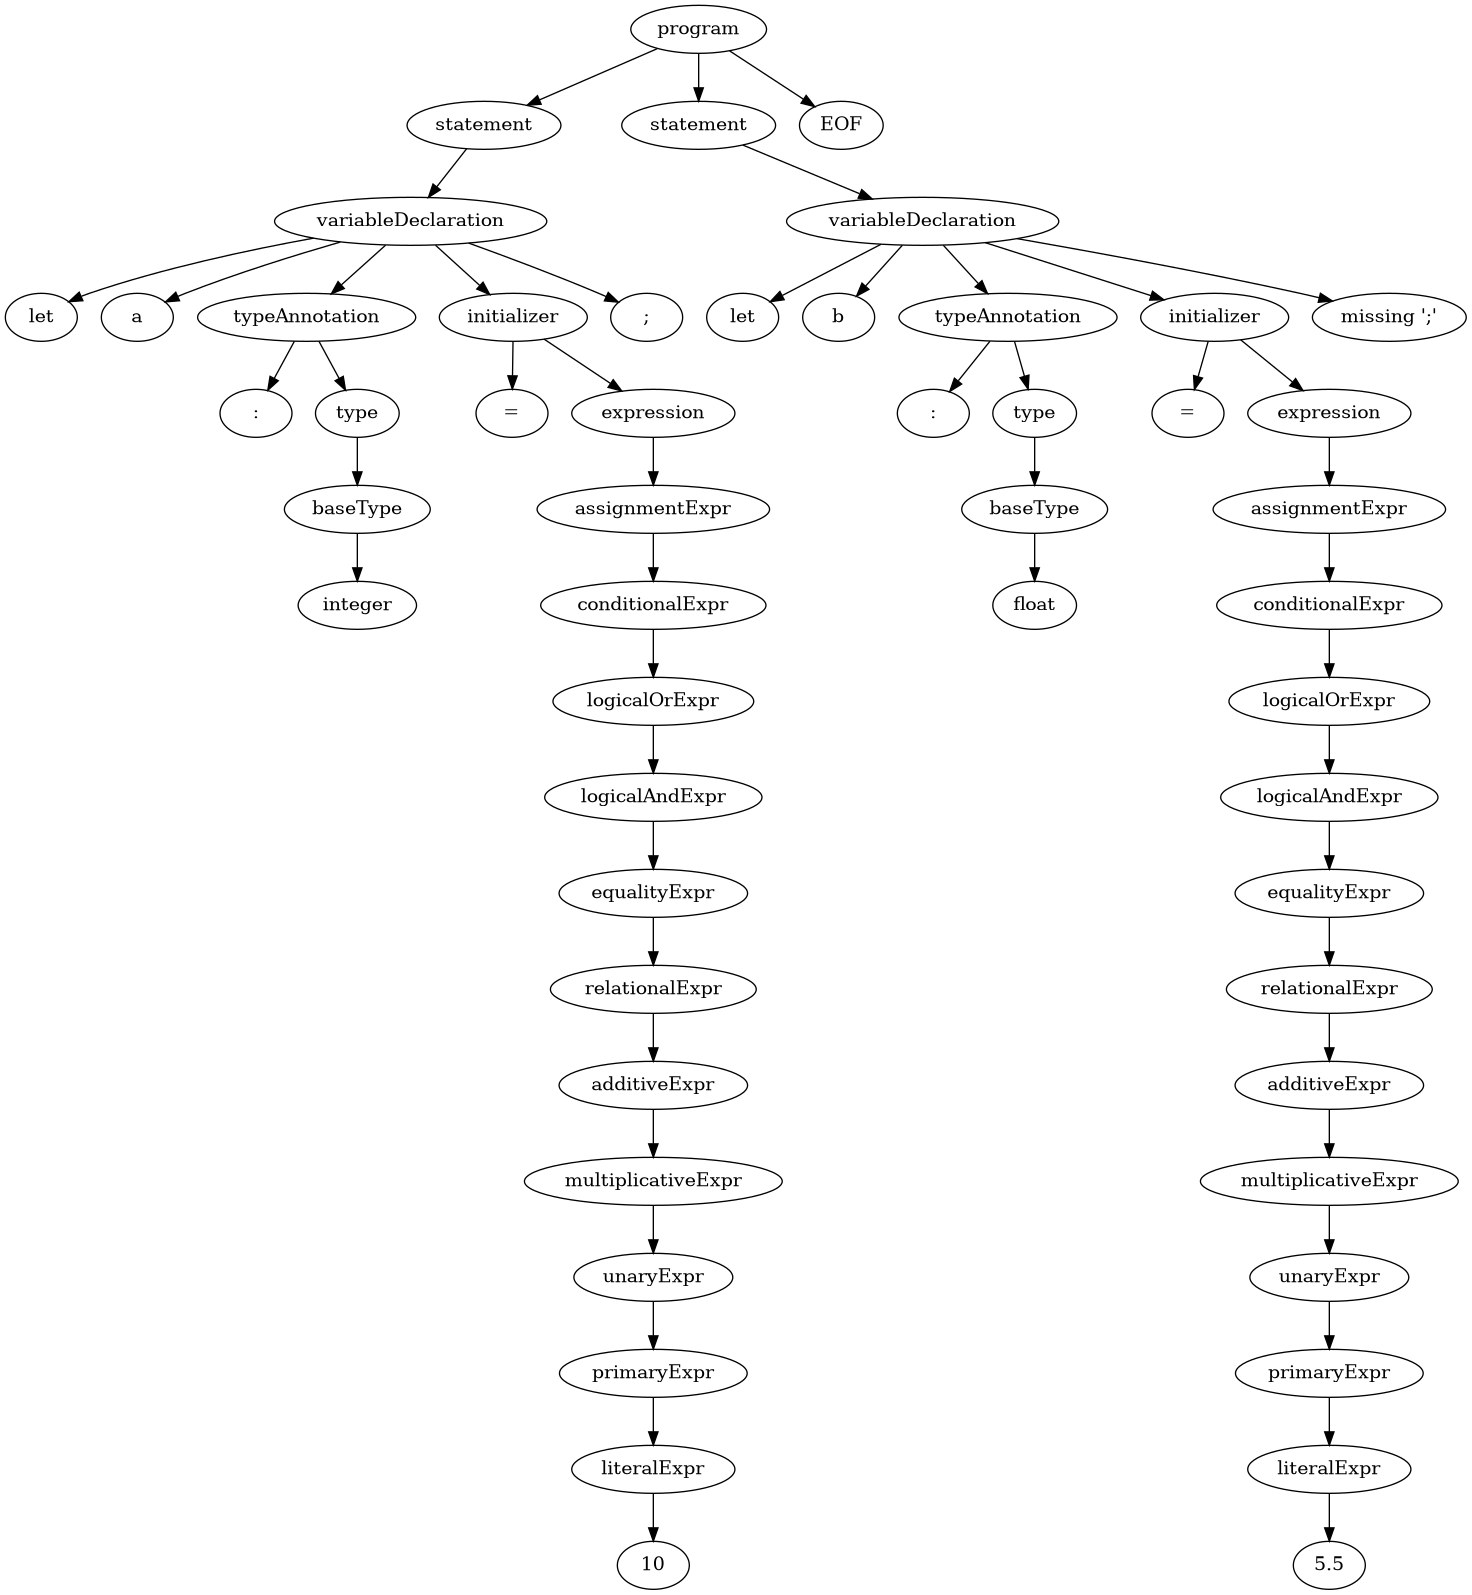 program
statement
statement
EOF
variableDeclaration
variableDeclaration
let
a
typeAnnotation
initializer
;
let
b
typeAnnotation
initializer
missing ';'
:
type
=
expression
:
type
=
expression
baseType
assignmentExpr
baseType
assignmentExpr
integer
conditionalExpr
float
conditionalExpr
logicalOrExpr
logicalOrExpr
logicalAndExpr
logicalAndExpr
equalityExpr
equalityExpr
relationalExpr
relationalExpr
additiveExpr
additiveExpr
multiplicativeExpr
multiplicativeExpr
unaryExpr
unaryExpr
primaryExpr
primaryExpr
literalExpr
literalExpr
10
5.5